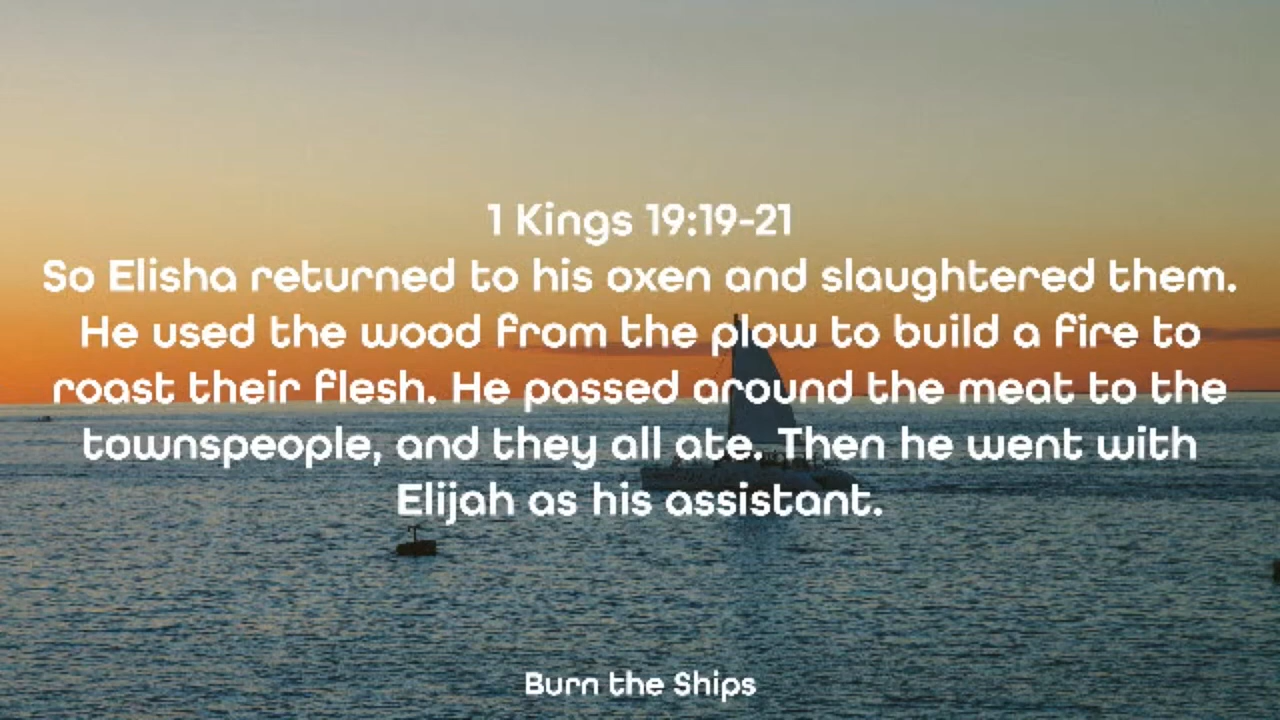 1 Kings 19:19-21
So Elisha returned to his oxen and slaughtered them.
He used the wood from the plow to build a fire to
roast their flesh. He passed around the meat to the
townspeople, and they all ate. Then he went with
Elijah as his assistant.
Burn the Ships